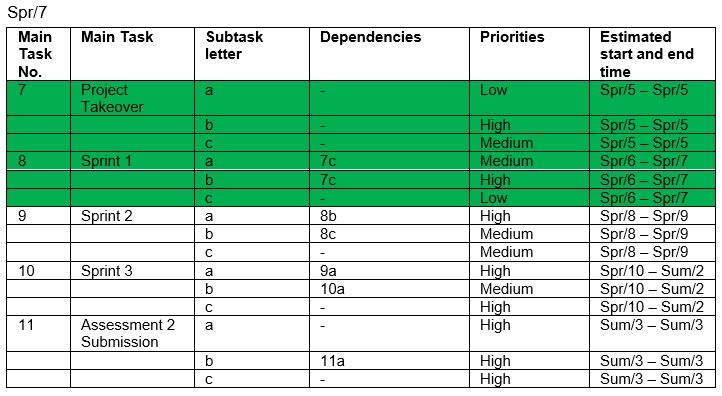 Spr/7
Main Task No. Main Task Subtask letter Dependencies Priorities Estimated start and end time
7 Project Takeover a - Low Spr/5 – Spr/5
b - High Spr/5 – Spr/5
c - Medium Spr/5 – Spr/5
8 Sprint 1 a 7c Medium Spr/6 – Spr/7
b 7c High Spr/6 – Spr/7
c - Low Spr/6 – Spr/7
9 Sprint 2 a 8b High Spr/8 – Spr/9
b 8c Medium Spr/8 – Spr/9
c - Medium Spr/8 – Spr/9
10 Sprint 3 a 9a High Spr/10 – Sum/2
b 10a Medium Spr/10 – Sum/2
c - High Spr/10 – Sum/2
11 Assessment 2 Submission a - High Sum/3 – Sum/3
b 11a High Sum/3 – Sum/3
c - High Sum/3 – Sum/3